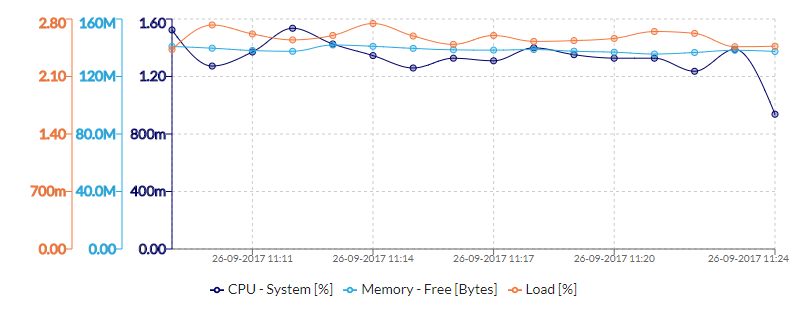 2.80 160M 1.60
2.10 120M 1.20
1.40 80.0M 800m
700m 40.0M 400m
0.00 0.00 0.00
26-09-2017 11:11 26-09-2017 11:14 26-09-2017 11:17 26-09-2017 11:20 26-09-2017 11:24
CPU - System [%] Memory - Free [Bytes] Load [%]